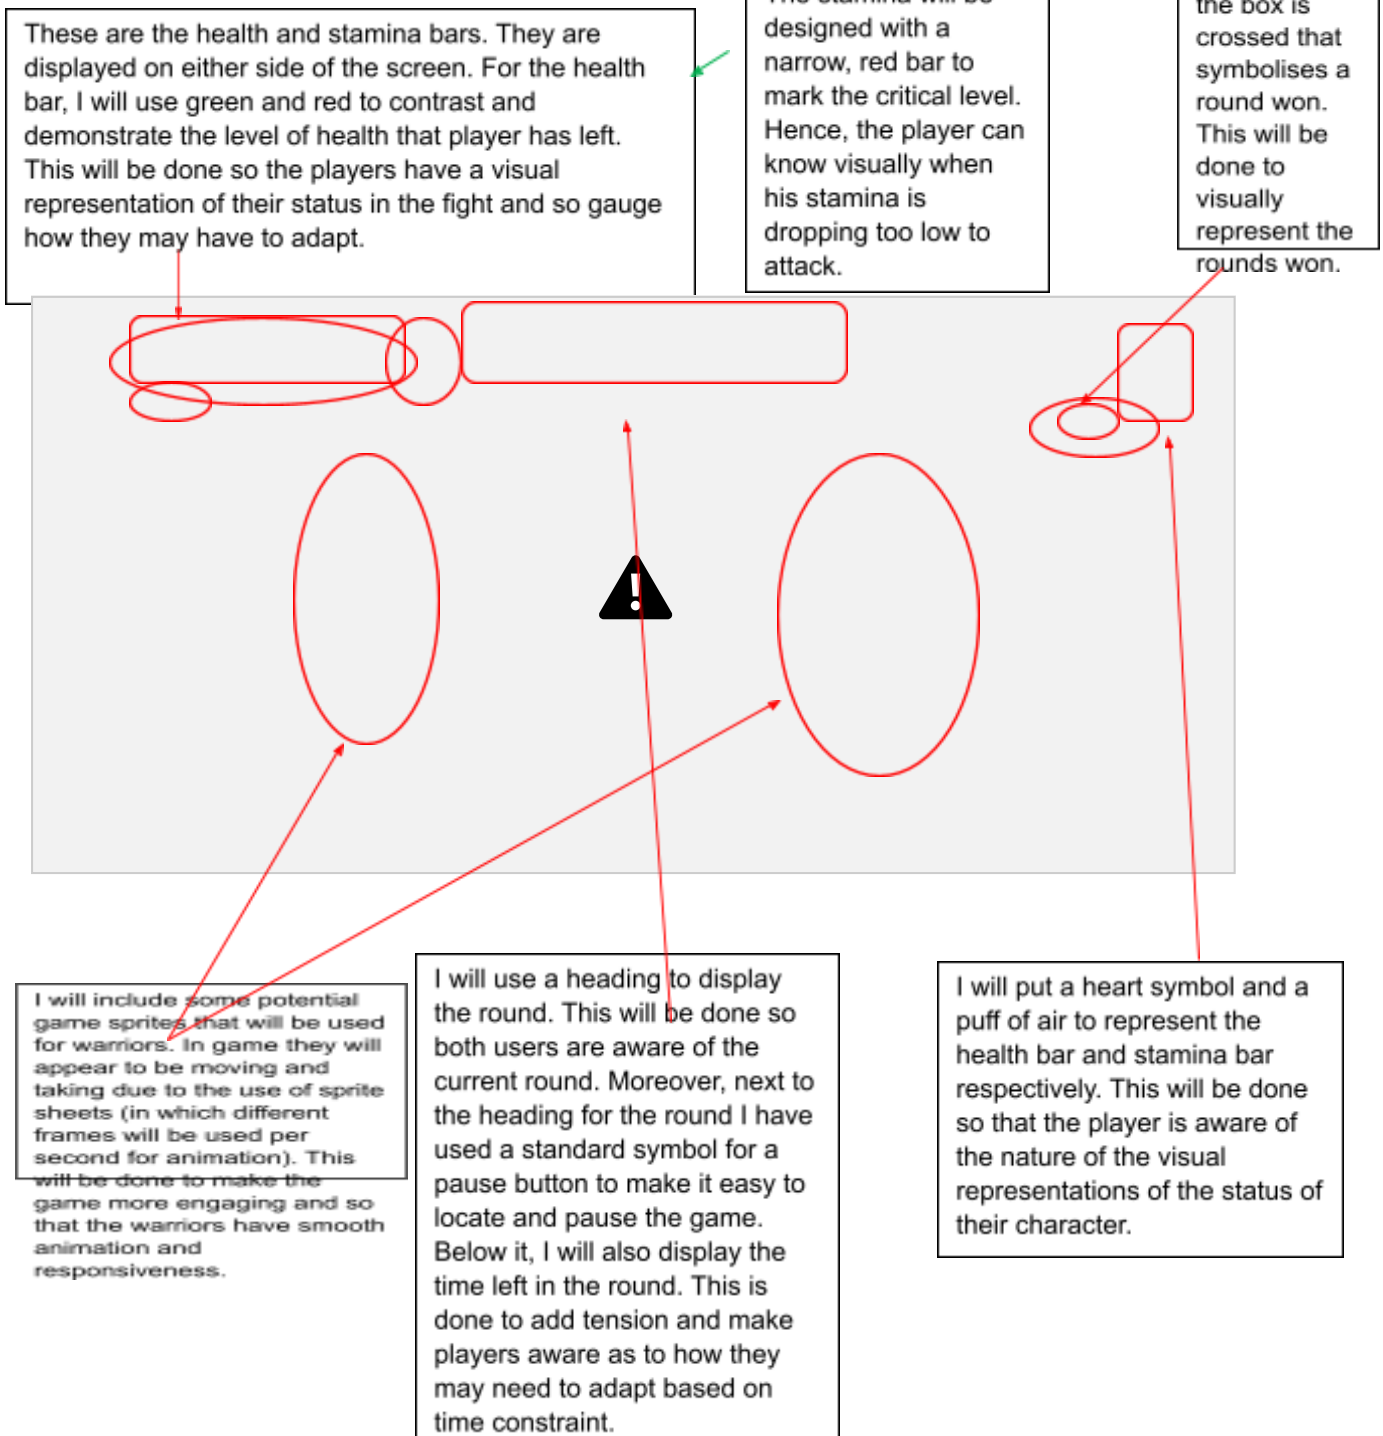 These are the health and stamina bars. They are
displayed on either side of the screen. For the health
bar, I will use green and red to contrast and
demonstrate the level of health that player has left.
This will be done so the players have a visual
representation of their status in the fight and so gauge
how they may have to adapt.
The stamina will be
designed with a
narrow, red bar to
mark the critical level.
Hence, the player can
know visually when
his stamina is
dropping too low to
attack.
the box is
crossed that
symbolises a
round won.
This will be
done to
visually
represent the
rounds won.
I will include some potential
game sprites that will be used
for warriors. In game they will
appear to be moving and
taking due to the use of sprite
sheets (in which different
frames will be used per
second for animation). This
will be done to make the
game more engaging and so
that the warriors have smooth
animation and
responsiveness.
I will use a heading to display
the round. This will be done so
both users are aware of the
current round. Moreover, next to
the heading for the round I have
used a standard symbol for a
pause button to make it easy to
locate and pause the game.
Below it, I will also display the
time left in the round. This is
done to add tension and make
players aware as to how they
may need to adapt based on
time constraint.
I will put a heart symbol and a
puff of air to represent the
health bar and stamina bar
respectively. This will be done
so that the player is aware of
the nature of the visual
representations of the status of
their character.